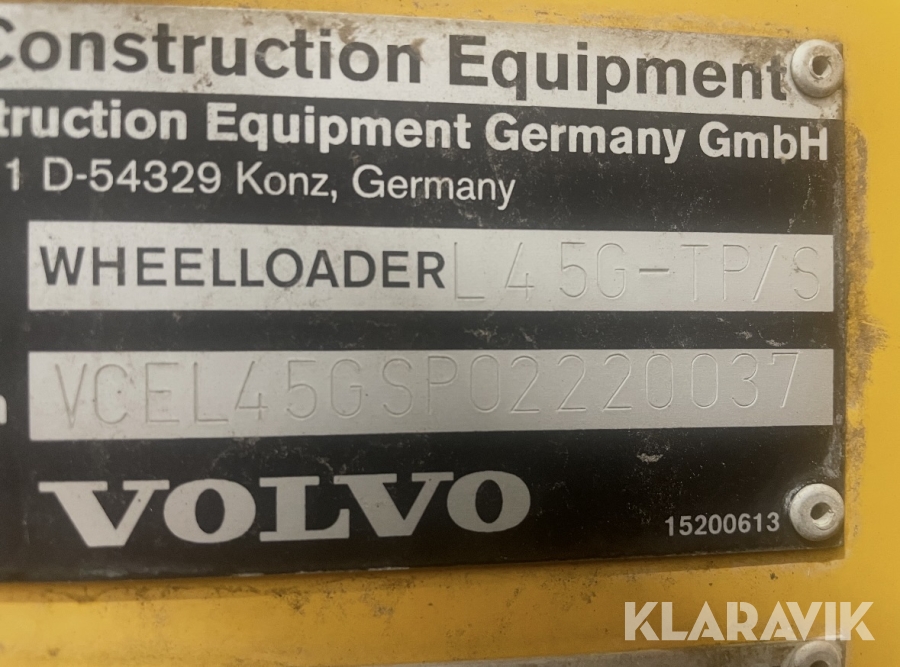 Construction Equipment
truction Equipment Germany GmbH
1 D-54329 Konz, Germany
WHEELLOADER L45G-TP/S
VCEL45GSP02220037
VOLVO
15200613
KLARAVIK